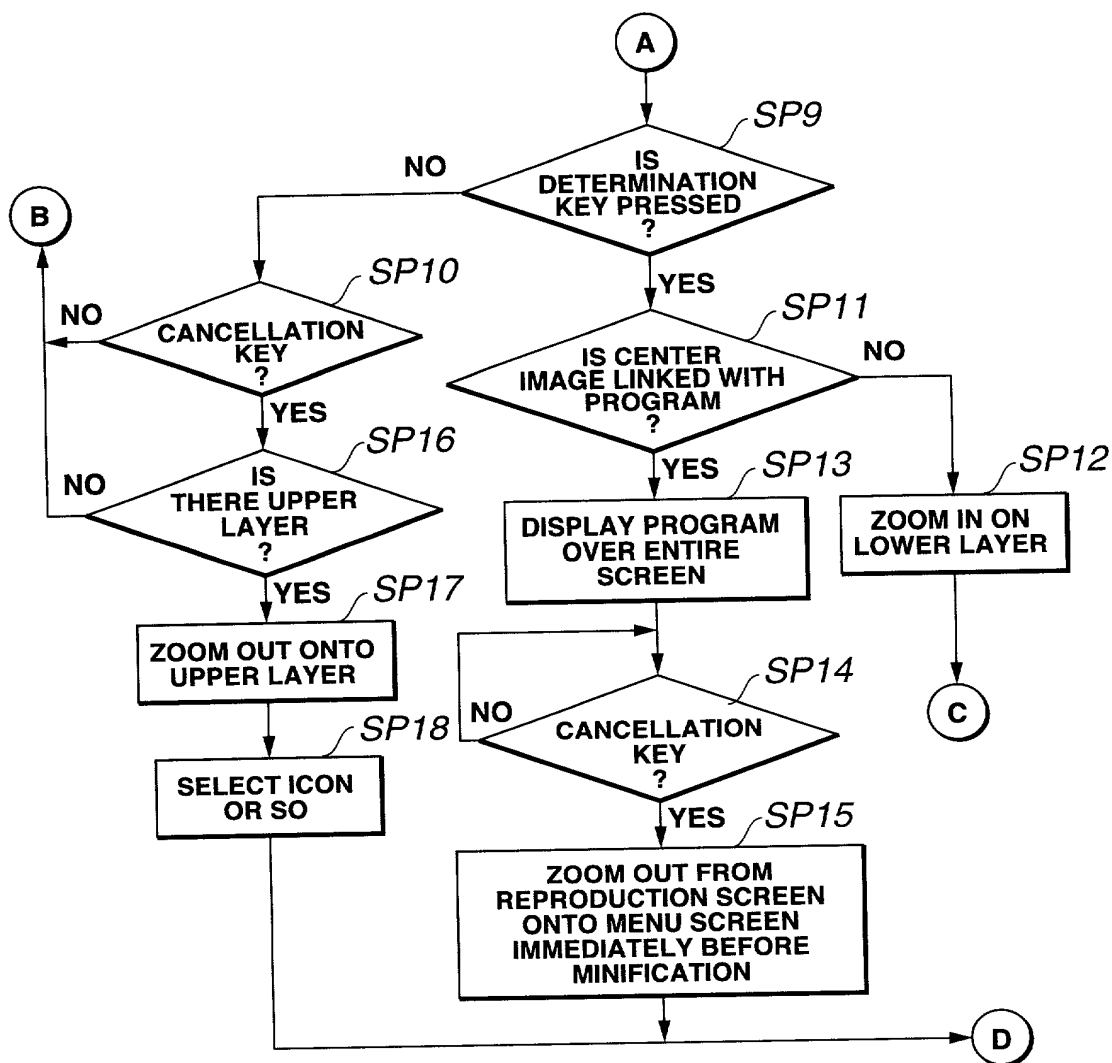 A
SP9
NO
IS
DETERMINATION
KEY PRESSED
?
B
YES
SP10
NO
CANCELLATION
KEY
?
SP11
IS CENTER
IMAGE LINKED WITH
PROGRAM
?
NO
YES
SP16
NO
IS
THERE UPPER
LAYER
?
YES
SP13
DISPLAY PROGRAM
OVER ENTIRE
SCREEN
SP12
ZOOM IN ON
LOWER LAYER
YES
SP17
ZOOM OUT ONTO
UPPER LAYER
SP14
NO
CANCELLATION
KEY
?
C
SP18
SELECT ICON
OR SO
YES
SP15
ZOOM OUT FROM
REPRODUCTION SCREEN
ONTO MENU SCREEN
IMMEDIATELY BEFORE
MINIFICATION
D